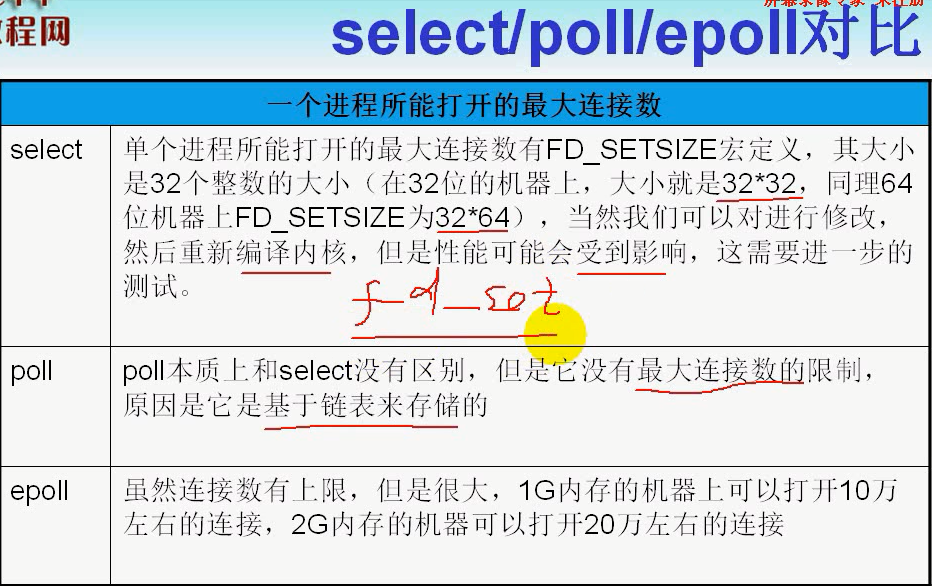 程网
select/poll/epoll对比
一个进程所能打开的最大连接数
select
单个进程所能打开的最大连接数有FD_SETSIZE宏定义，其大小
是32个整数的大小（在32位的机器上，大小就是32*32，同理64
位机器上FD_SETSIZE为32*64），当然我们可以对进行修改，
然后重新编译内核，但是性能可能会受到影响，这需要进一步的
测试。
fd_set
poll
poll本质上和select没有区别，但是它没有最大连接数的限制，
原因是它是基于链表来存储的
epoll
虽然连接数有上限，但是很大，1G内存的机器上可以打开10万
左右的连接，2G内存的机器可以打开20万左右的连接